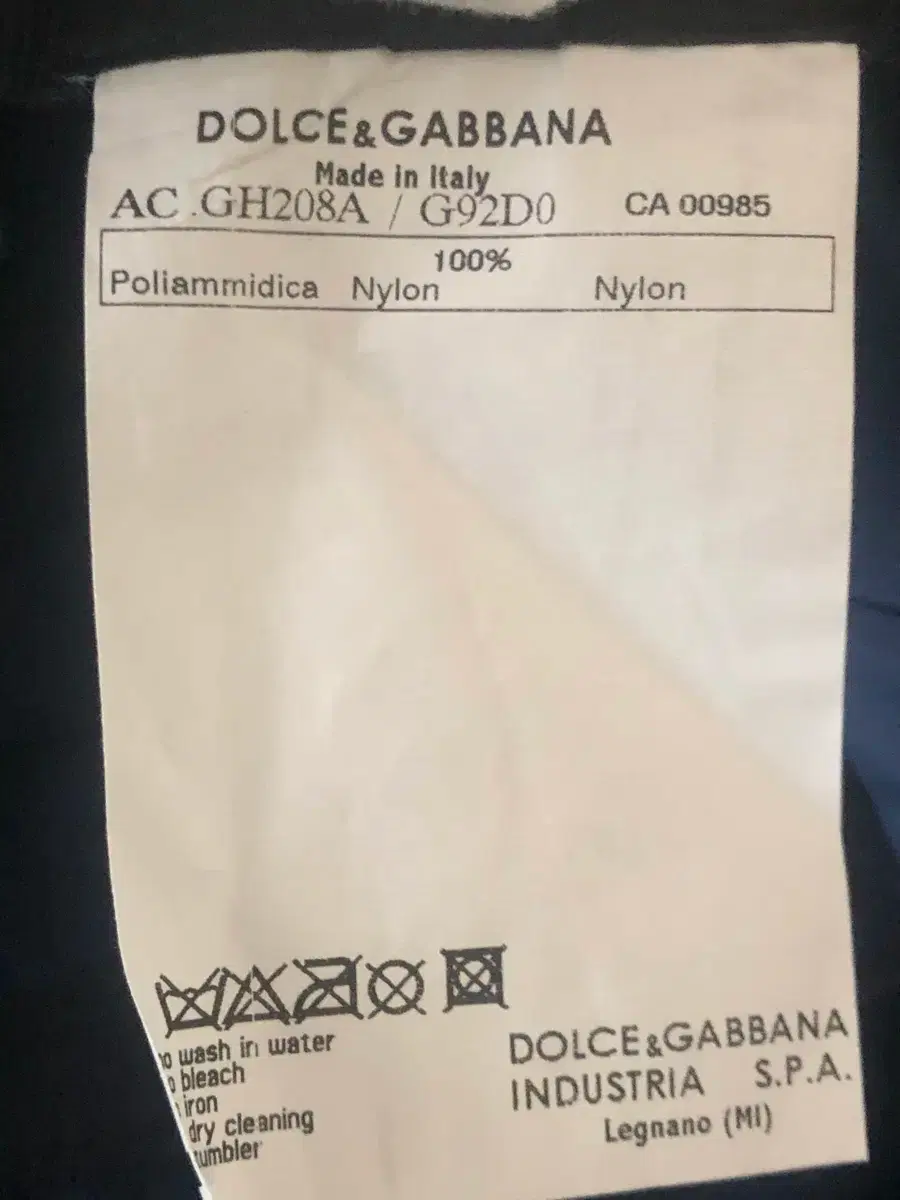 DOLCE&GABBANA
Made in Italy
AC .GH208A / G92D0 CA 00985
100%
Poliammidica Nylon Nylon
wash in water
bleach
iron
dry cleaning
tumbler
DOLCE&GABBANA
INDUSTRIA S.P.A.
Legnano (MI)